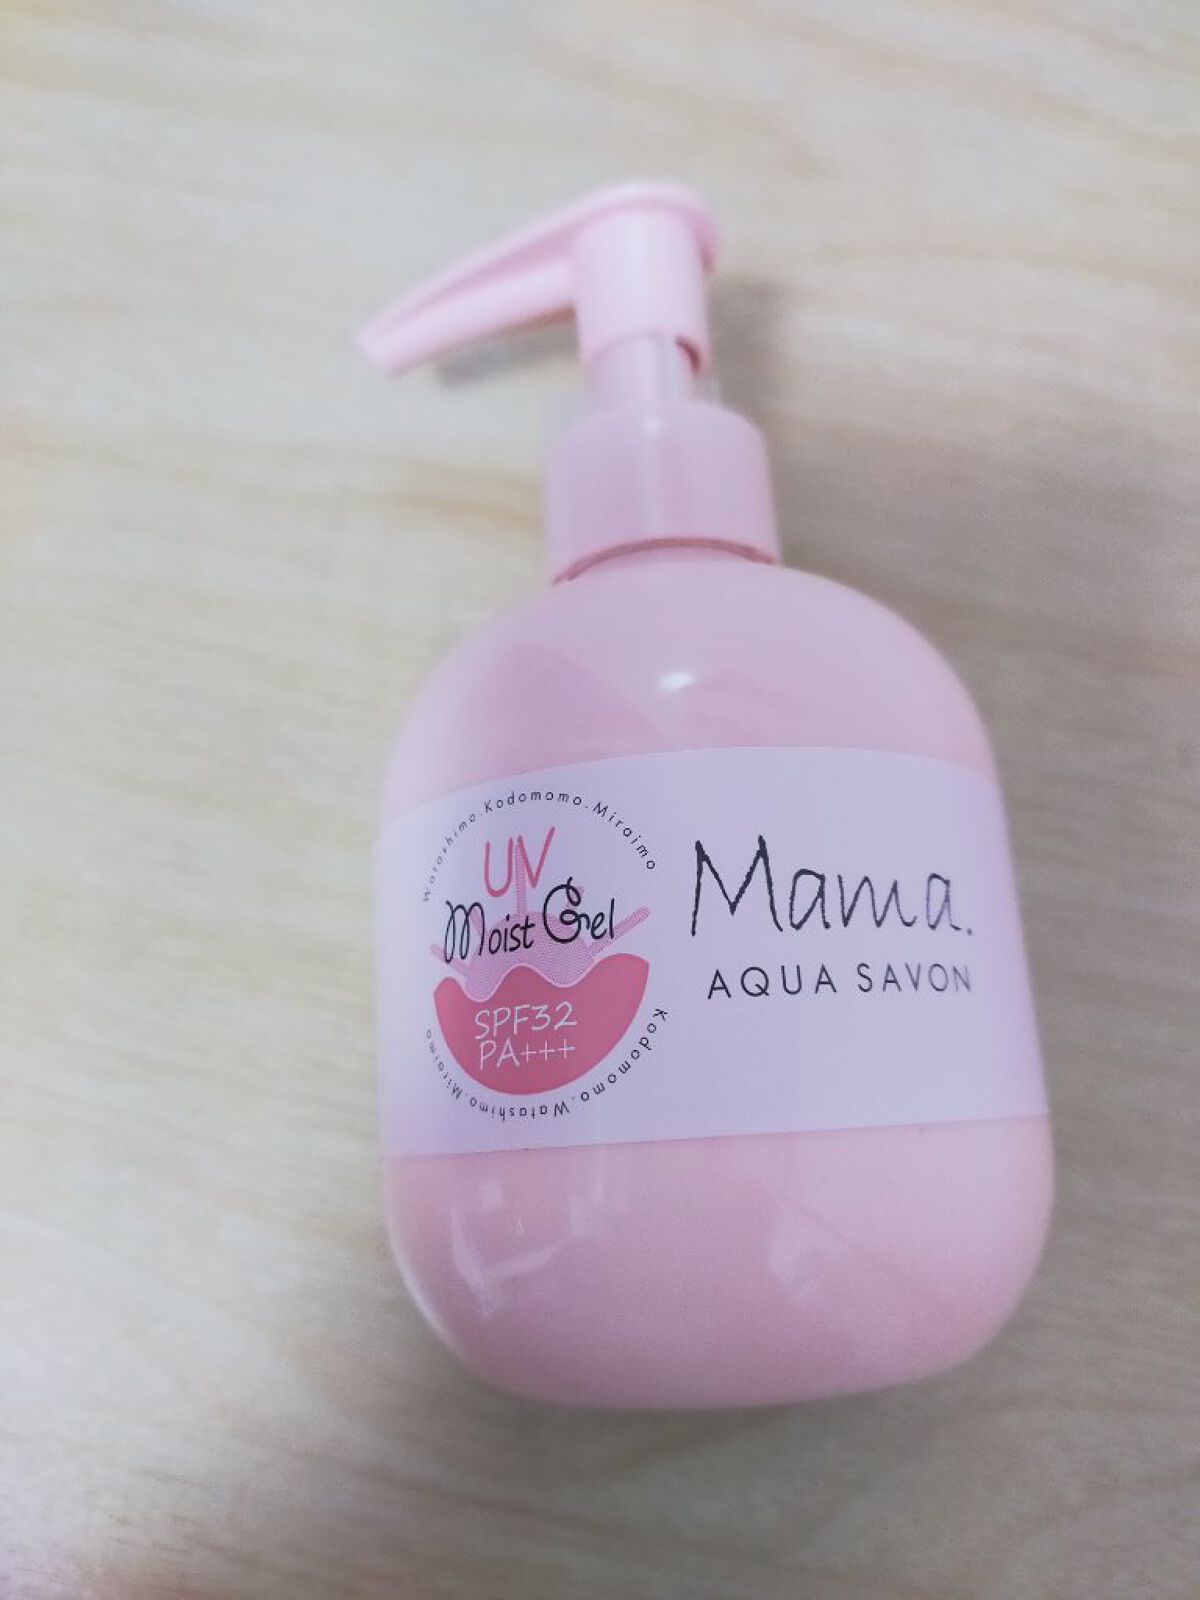 Watashimo.Kodomomo.Miraimo
UV
Moist Gel
SPF32
PA+++
Kodomomo.Watashimo.Miraimo
Mama.
AQUA SAVON